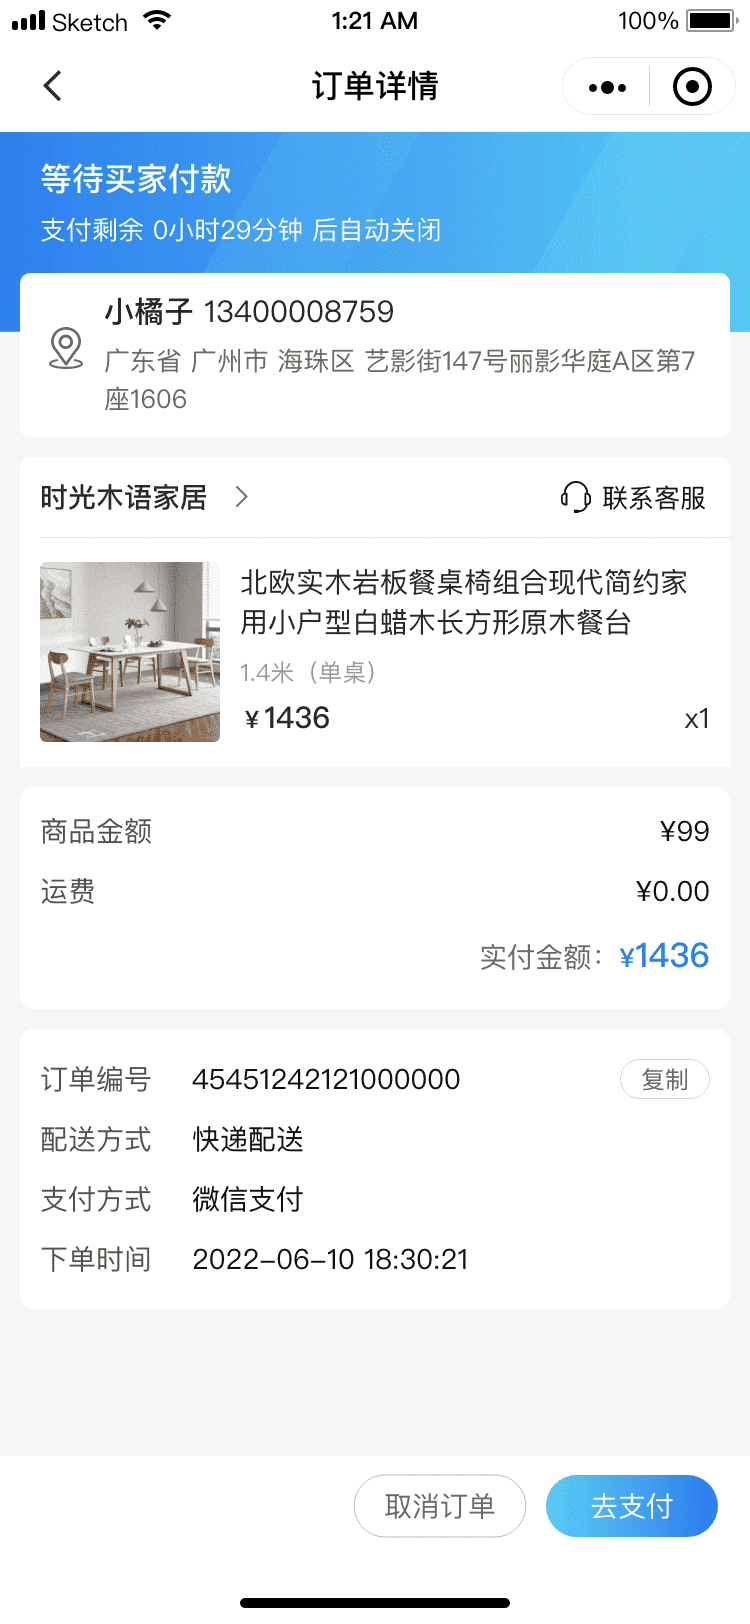 Sketch 1:21 AM 100%
订单详情
等待买家付款
支付剩余 0小时29分钟 后自动关闭
小橘子 13400008759
广东省 广州市 海珠区 艺影街147号丽影华庭A区第7
座1606
时光木语家居 联系客服
北欧实木岩板餐桌椅组合现代简约家
用小户型白蜡木长方形原木餐台
1.4米（单桌）
¥1436 x1
商品金额 ¥99
运费 ¥0.00
实付金额：¥1436
订单编号 45451242121000000 复制
配送方式 快递配送
支付方式 微信支付
下单时间 2022-06-10 18:30:21
取消订单 去支付